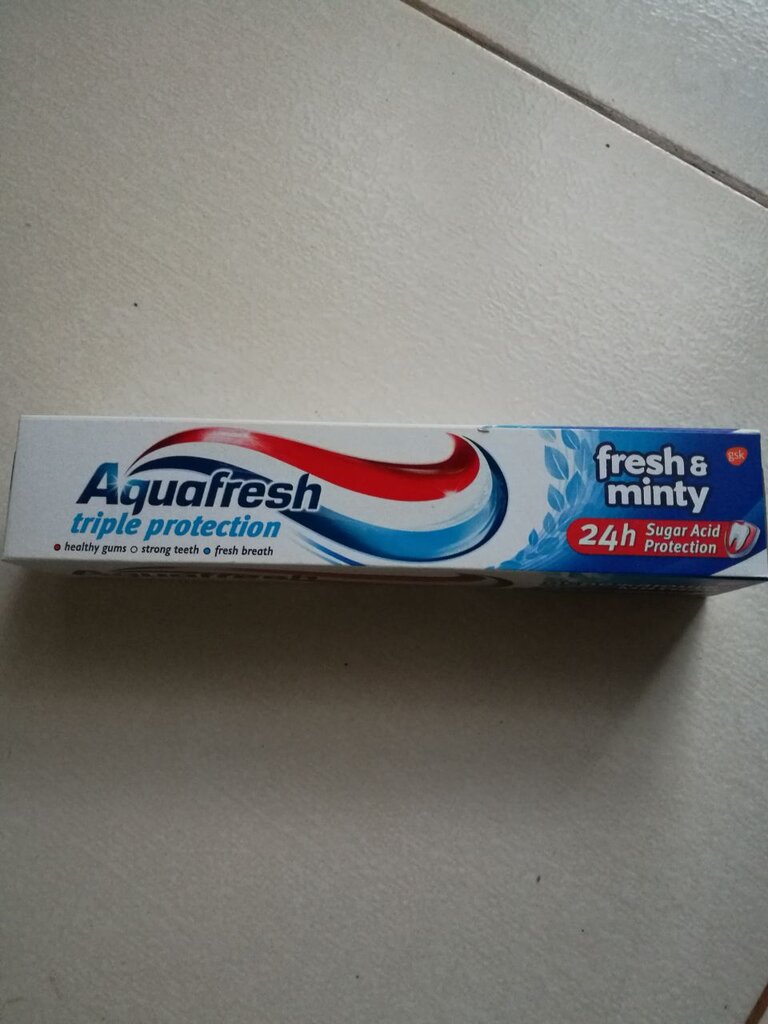 Aquafresh
triple protection
healthy gums strong teeth fresh breath
fresh &
minty
gsk
24h Sugar Acid
Protection